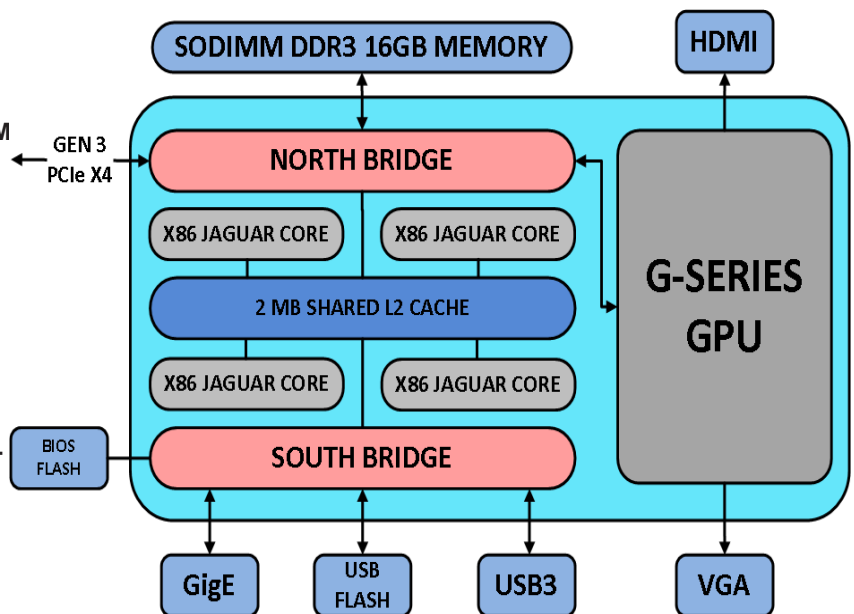 SODIMM DDR3 16GB MEMORY
HDMI
M
GEN 3
PCIe X4
NORTH BRIDGE
X86 JAGUAR CORE
X86 JAGUAR CORE
G-SERIES
GPU
2 MB SHARED L2 CACHE
X86 JAGUAR CORE
X86 JAGUAR CORE
BIOS
FLASH
SOUTH BRIDGE
GigE
USB
FLASH
USB3
VGA